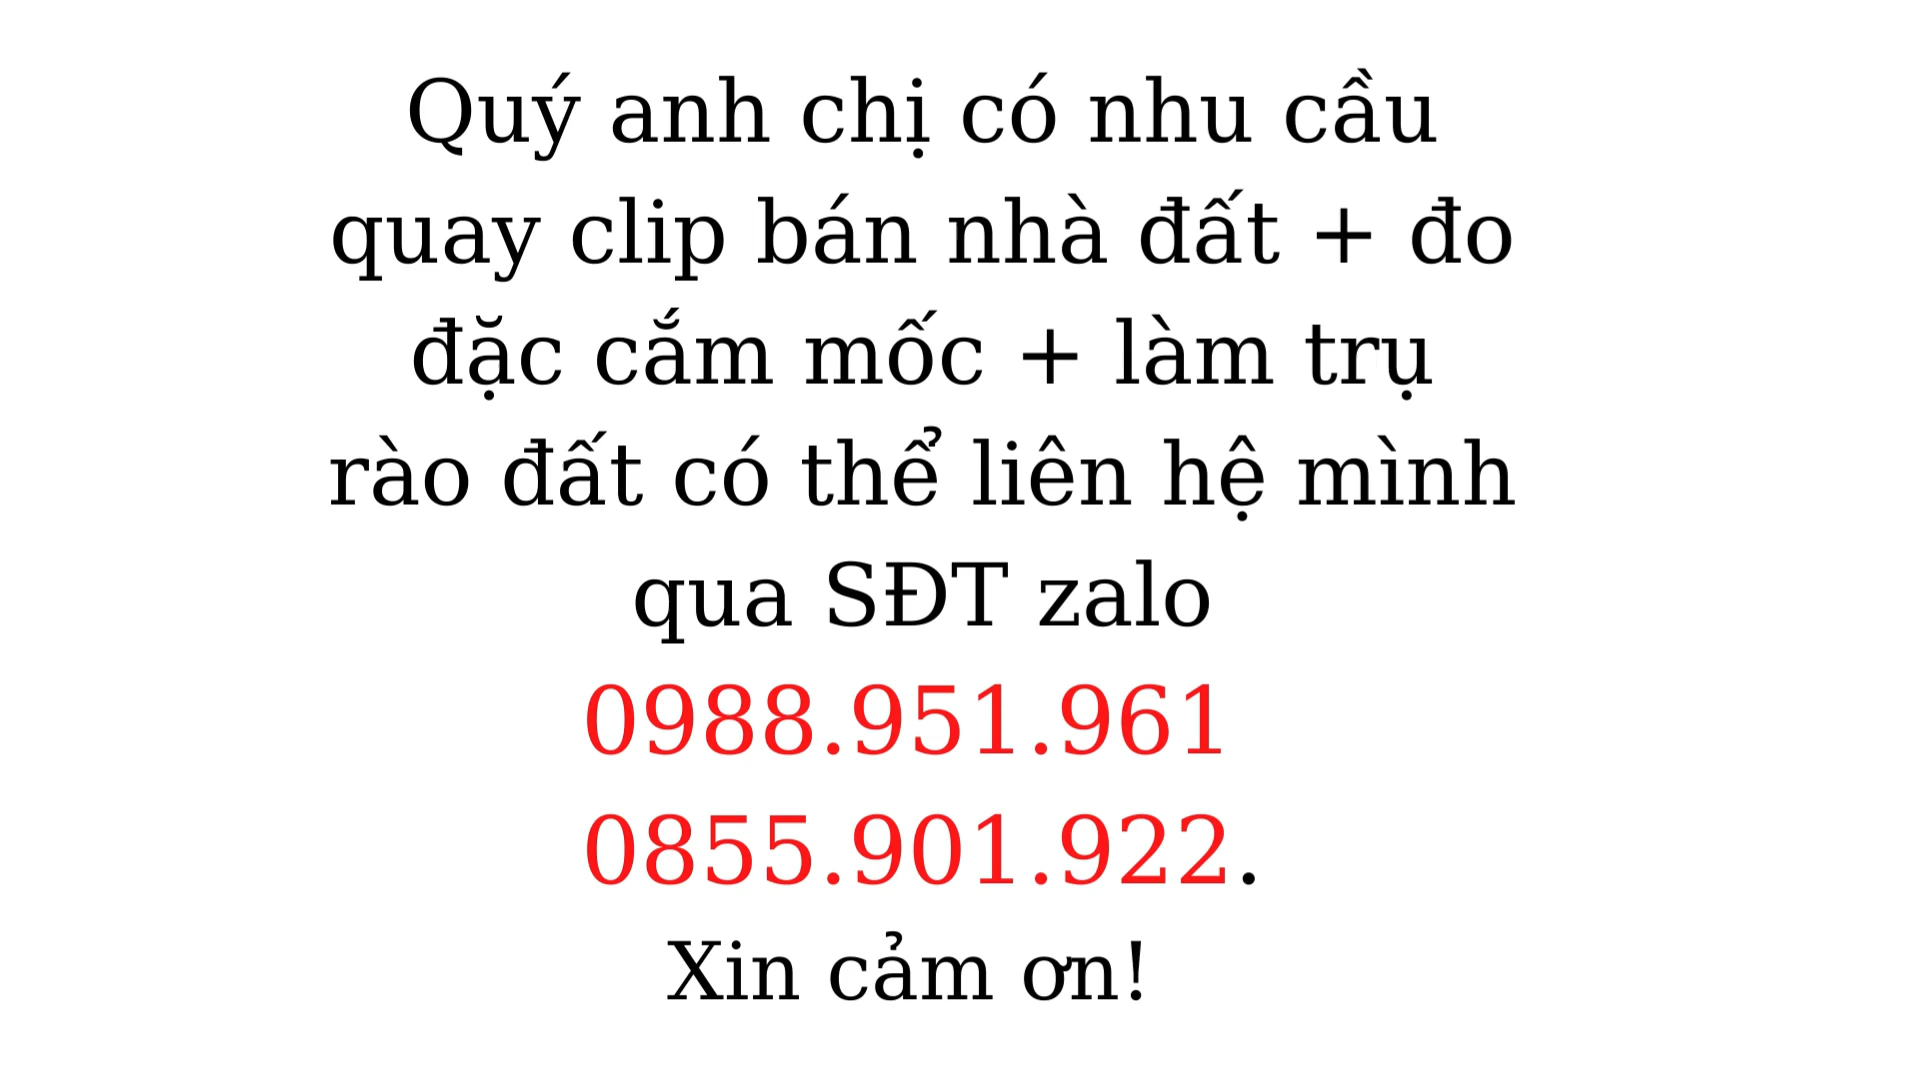 Quý anh chị có nhu cầu
quay clip bán nhà đất + đo
đặc cắm mốc + làm trụ
rào đất có thể liên hệ mình
qua SĐT zalo
0988.951.961
0855.901.922.
Xin cảm ơn!